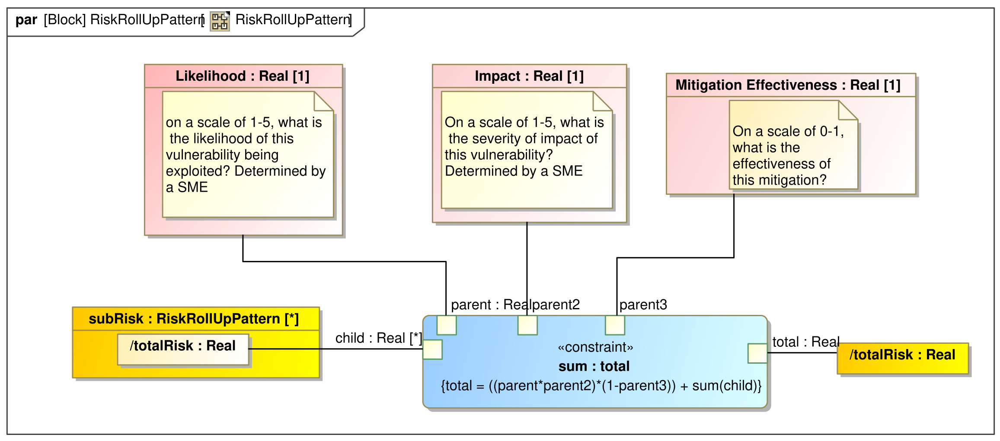 par [Block] RiskRollUpPattern[ RiskRollUpPattern]
Likelihood : Real [1]
on a scale of 1-5, what is
the likelihood of this
vulnerability being
exploited? Determined by
a SME
Impact : Real [1]
On a scale of 1-5, what is
the severity of impact of
this vulnerability?
Determined by a SME
Mitigation Effectiveness : Real [1]
On a scale of 0-1,
what is the
effectiveness of
this mitigation?
parent : Real
parent2
parent3
subRisk : RiskRollUpPattern [*]
/totalRisk : Real
child : Real [*]
«constraint»
sum : total
{total = ((parent*parent2)*(1-parent3)) + sum(child)}
total : Real
/totalRisk : Real